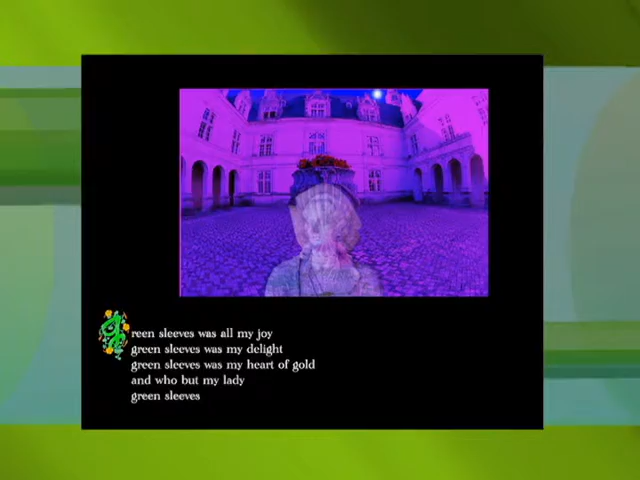 green sleeves was all my joy
green sleeves was my delight
green sleeves was my heart of gold
and who but my lady
green sleeves